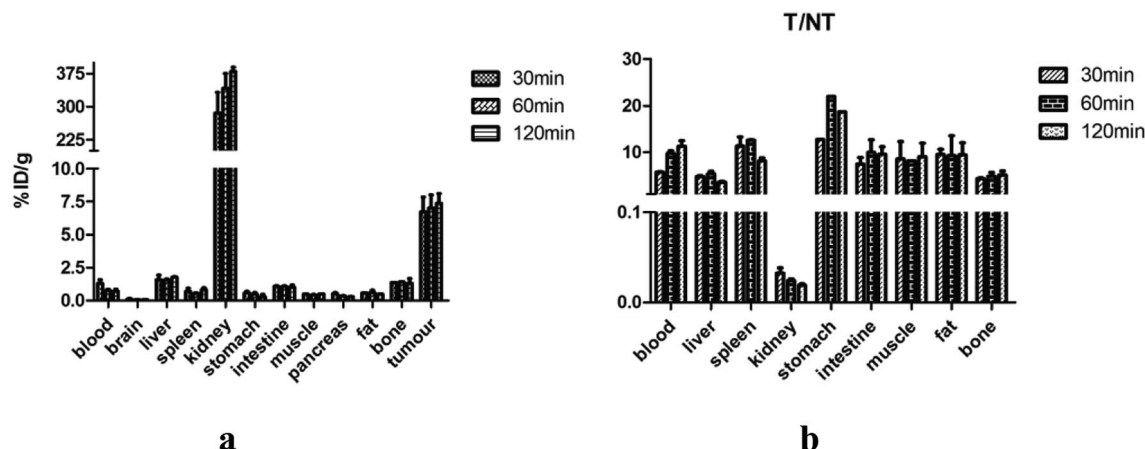 375
300
225
10.0
7.5
5.0
2.5
0.0
%ID/g
30min
60min
120min
blood
brain
liver
spleen
kidney
stomach
intestine
muscle
pancreas
fat
bone
tumour
a
T/NT
30
20
10
0.1
0.0
30min
60min
120min
blood
liver
spleen
kidney
stomach
intestine
muscle
fat
bone
b